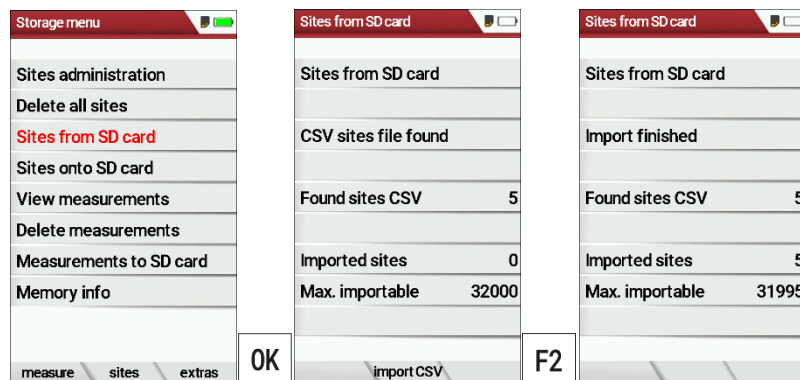 Storage menu
Sites administration
Delete all sites
Sites from SD card
Sites onto SD card
View measurements
Delete measurements
Measurements to SD card
Memory info
measure sites extras
OK
Sites from SD card
Sites from SD card
CSV sites file found
Found sites CSV 5
Imported sites 0
Max. importable 32000
import CSV
F2
Sites from SD card
Sites from SD card
Import finished
Found sites CSV 5
Imported sites 5
Max. importable 31995